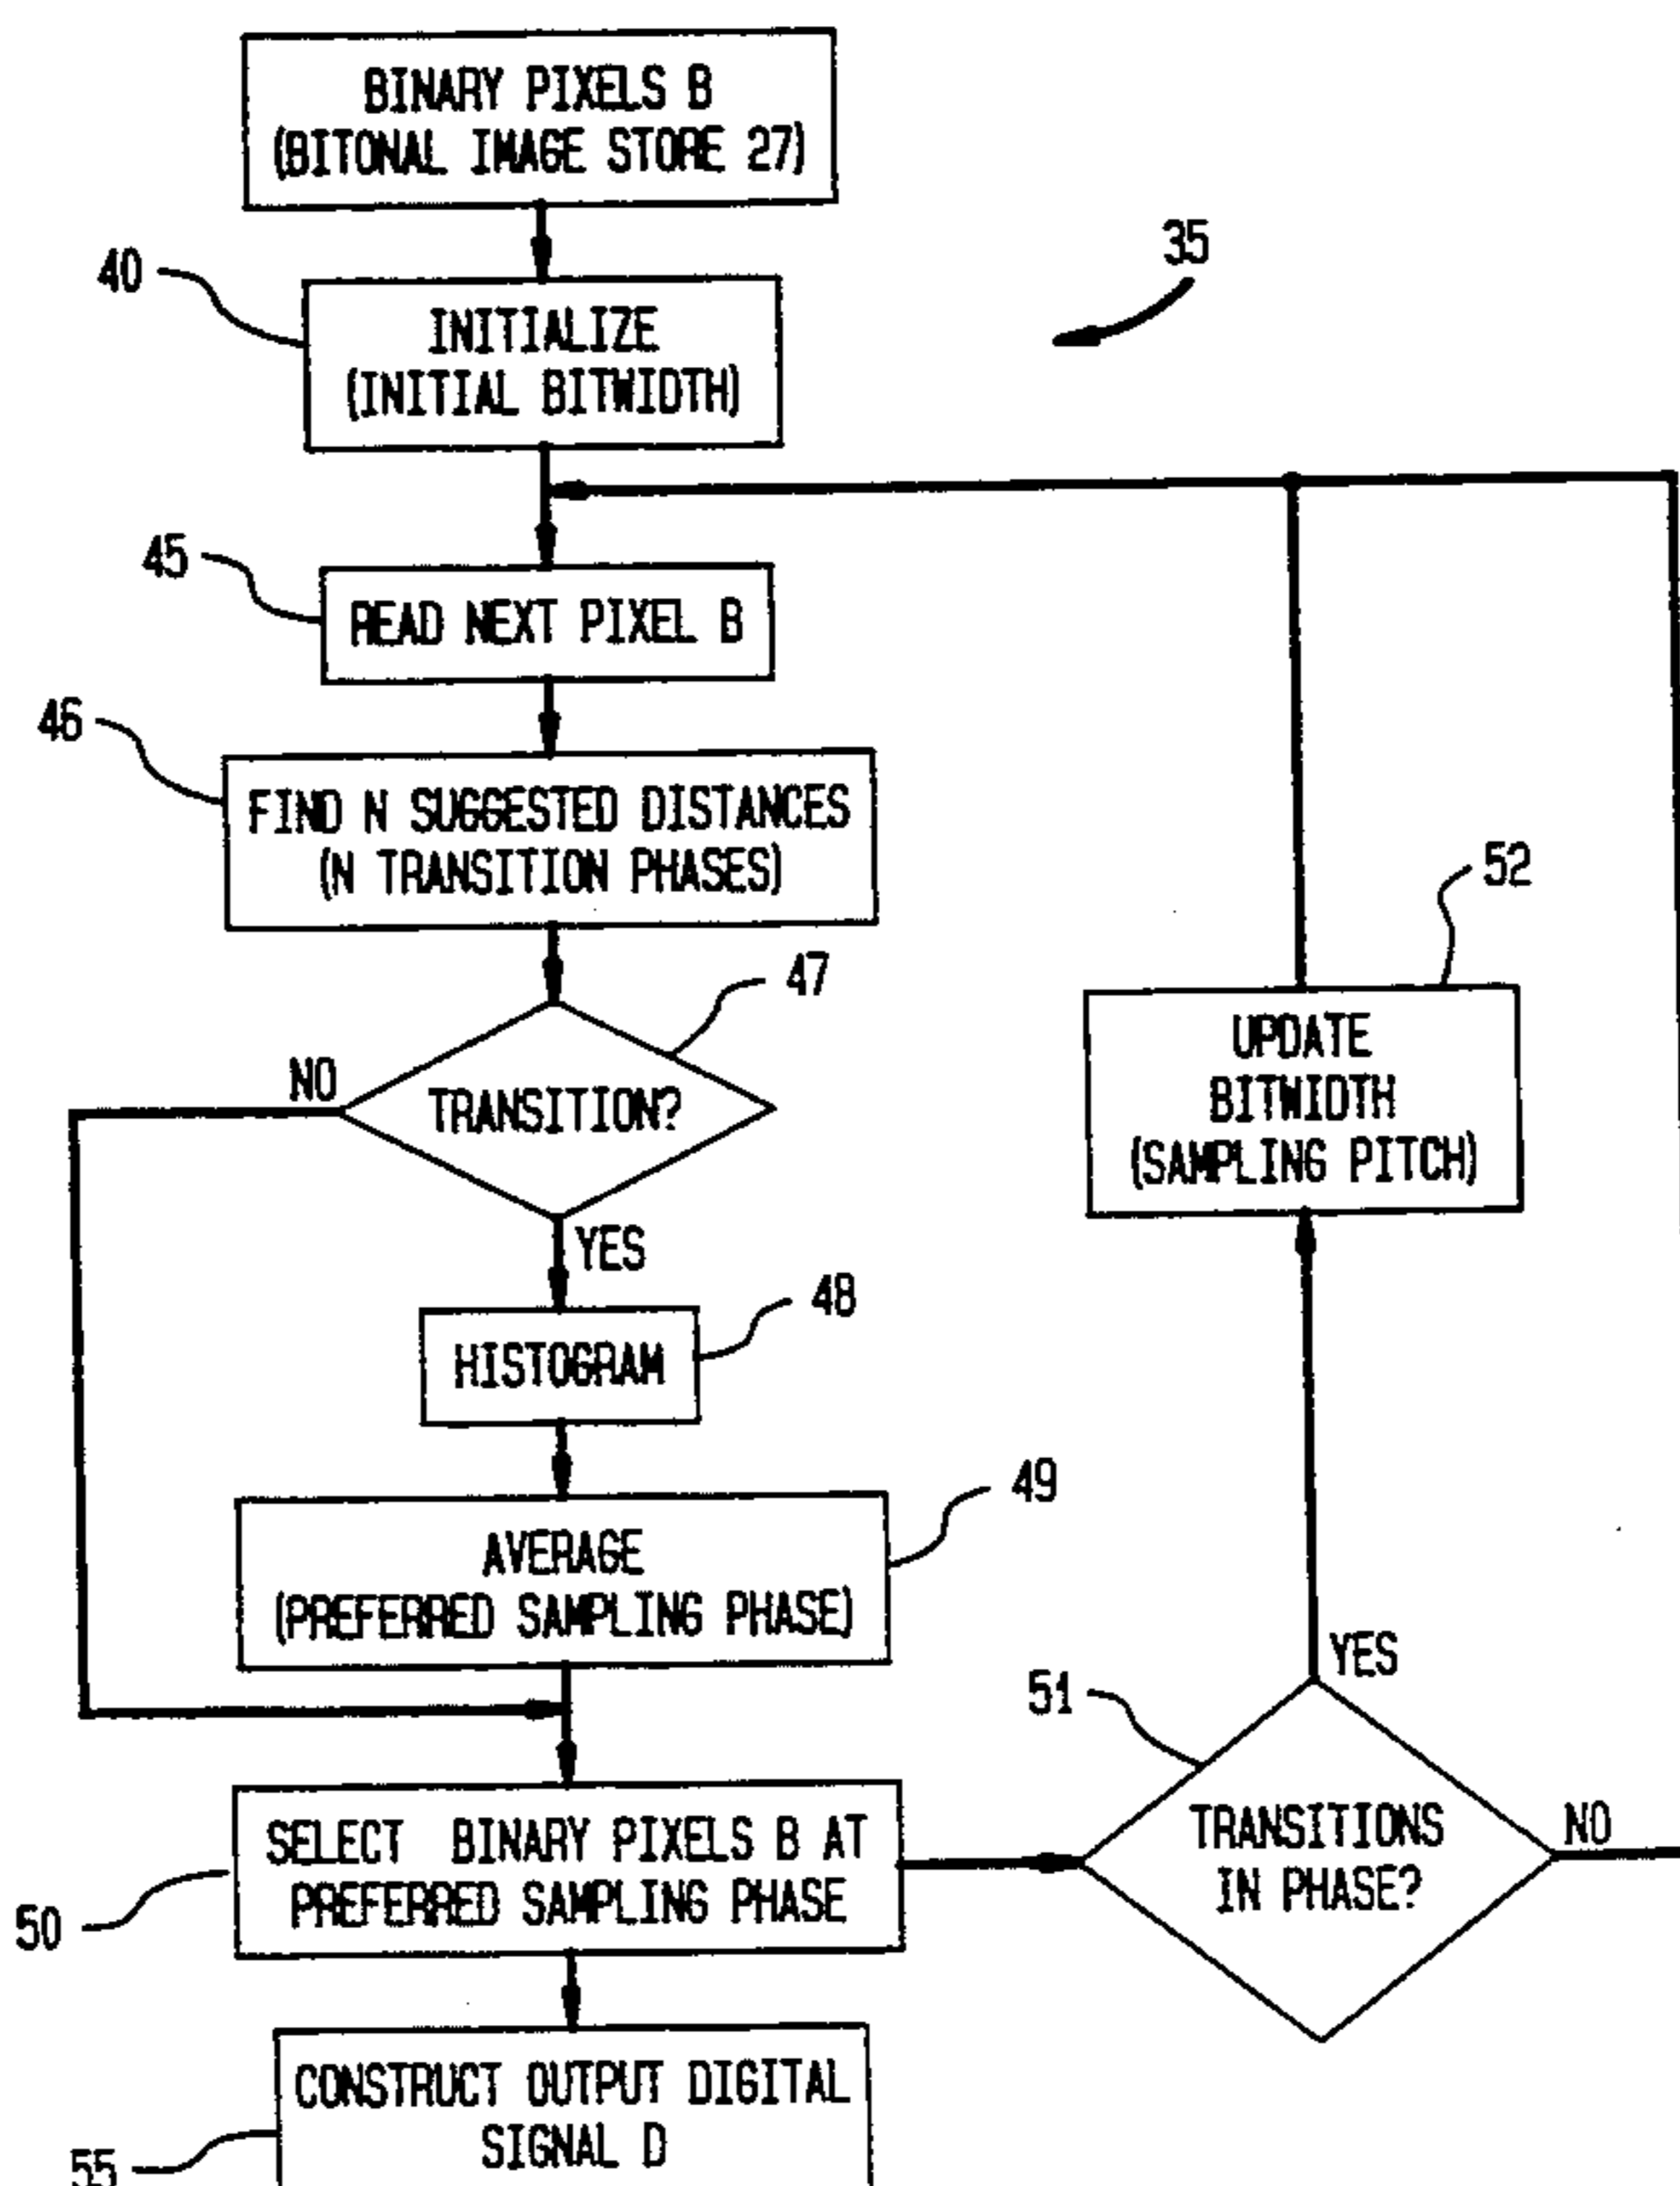 BINARY PIXELS B
(BITONAL IMAGE STORE 27)
35
40
INITIALIZE
(INITIAL BITWIDTH)
45
READ NEXT PIXEL B
46
FIND N SUGGESTED DISTANCES
(N TRANSITION PHASES)
52
47
NO
TRANSITION?
UPDATE
BITWIDTH
(SAMPLING PITCH)
YES
48
HISTOGRAM
49
AVERAGE
(PREFERRED SAMPLING PHASE)
YES
51
TRANSITIONS
IN PHASE?
NO
SELECT BINARY PIXELS B AT
PREFERRED SAMPLING PHASE
50
CONSTRUCT OUTPUT DIGITAL
SIGNAL D
55